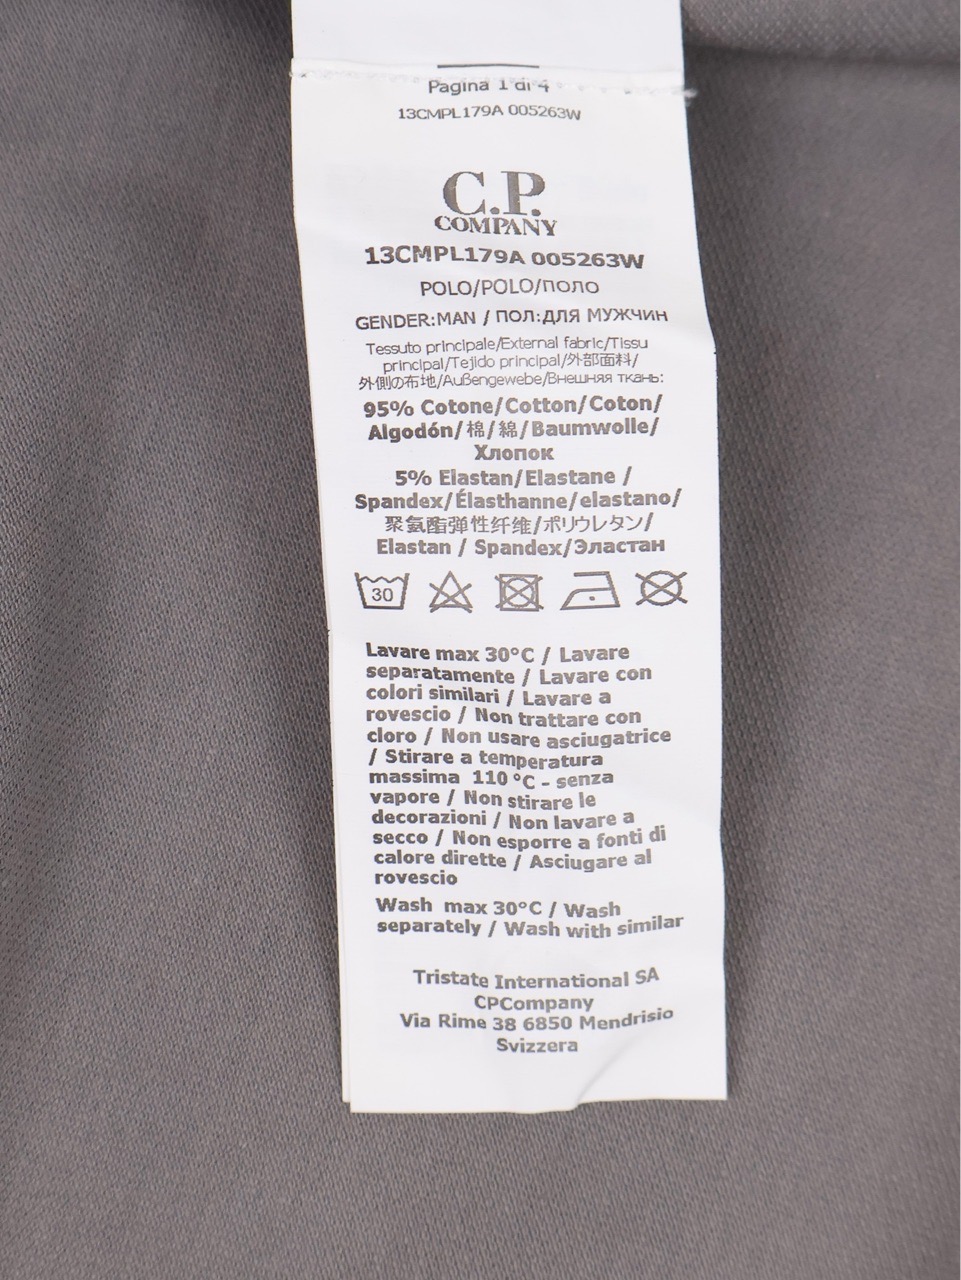 Pagina 1 di 4
13CMPL179A 005263W
C.P.
COMPANY
13CMPL179A 005263W
POLO/POLO/ПОЛО
GENDER:MAN / ПОЛ:ДЛЯ МУЖЧИН
Tessuto principale/External fabric/Tissu
principal/Tejido principal/外部面料/
外側の布地/Außengewebe/Внешняя ткань:
95% Cotone/Cotton/Coton/
Algodón/棉/綿/Baumwolle/
Хлопок
5% Elastan/Elastane /
Spandex/Élasthanne/elastano/
聚氨酯弹性纤维/ポリウレタン/
Elastan / Spandex/Эластан
30
Lavare max 30°C / Lavare
separatamente / Lavare con
colori similari / Lavare a
rovescio / Non trattare con
cloro / Non usare asciugatrice
/ Stirare a temperatura
massima 110 °C - senza
vapore / Non stirare le
decorazioni / Non lavare a
secco / Non esporre a fonti di
calore dirette / Asciugare al
rovescio
Wash max 30°C / Wash
separately / Wash with similar
Tristate International SA
CPCompany
Via Rime 38 6850 Mendrisio
Svizzera